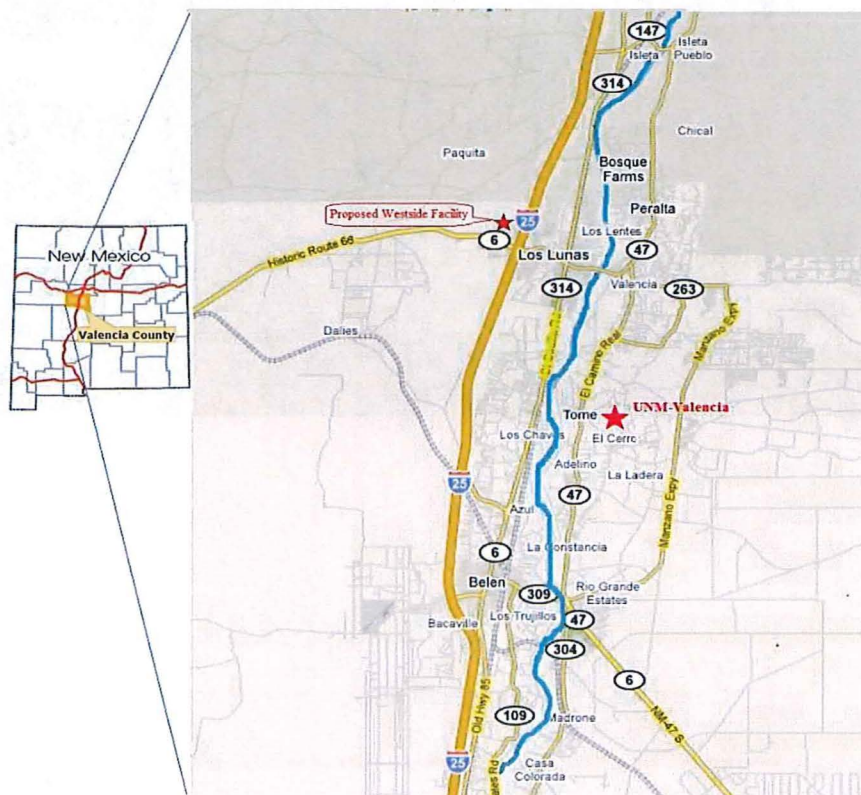 147
Isleta
Isleta
Pueblo
314
Chical
Paquita
Bosque
Farms
Peralta
Proposed Westside Facility
25
6
Los Lentes
Historic Route 66
Los Lunas
47
New Mexico
314
Valencia
263
Valencia County
Dalies
Manzano Expy
El Camino Real
Tome
UNM-Valencia
Los Chaves
El Cerro
Adelino
La Ladera
25
47
Manzano Expy
Azul
6
La Constancia
Belen
309
Rio Grande
Estates
Los Trujillos
Bacaville
47
304
6
Old Hwy 85
109
Madrone
NM-47 S
25
Casa
Colorada